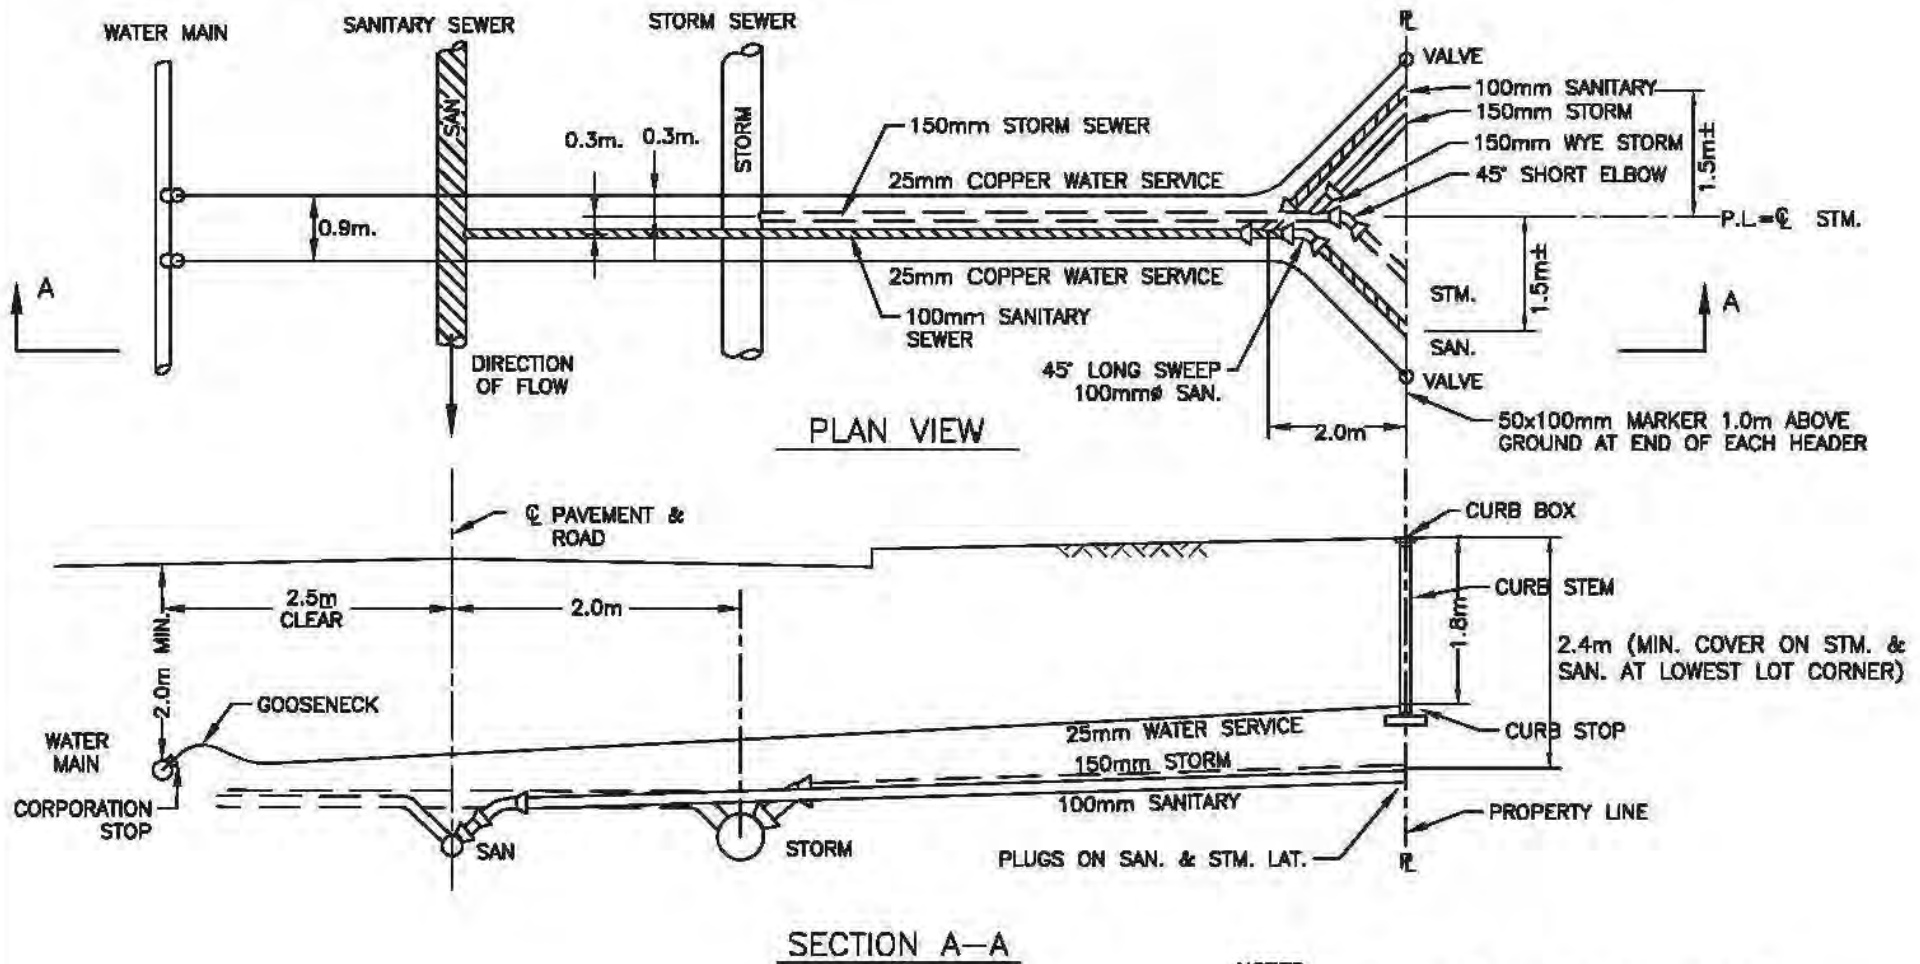 WATER MAIN
SANITARY SEWER
STORM SEWER
℄
VALVE
100mm SANITARY
150mm STORM
150mm WYE STORM
45° SHORT ELBOW
1.5m±
SAN
STORM
0.3m.
0.3m.
150mm STORM SEWER
25mm COPPER WATER SERVICE
0.9m.
P.L.=℄ STM.
25mm COPPER WATER SERVICE
100mm SANITARY
SEWER
1.5m±
STM.
SAN.
A
A
DIRECTION
OF FLOW
45° LONG SWEEP
100mmø SAN.
VALVE
2.0m
50x100mm MARKER 1.0m ABOVE
GROUND AT END OF EACH HEADER
PLAN VIEW
℄ PAVEMENT &
ROAD
CURB BOX
2.5m
CLEAR
2.0m
CURB STEM
1.8m
2.0m MIN.
2.4m (MIN. COVER ON STM. &
SAN. AT LOWEST LOT CORNER)
GOOSENECK
WATER
MAIN
25mm WATER SERVICE
CURB STOP
150mm STORM
100mm SANITARY
CORPORATION
STOP
PROPERTY LINE
SAN
STORM
PLUGS ON SAN. & STM. LAT.
SECTION A-A